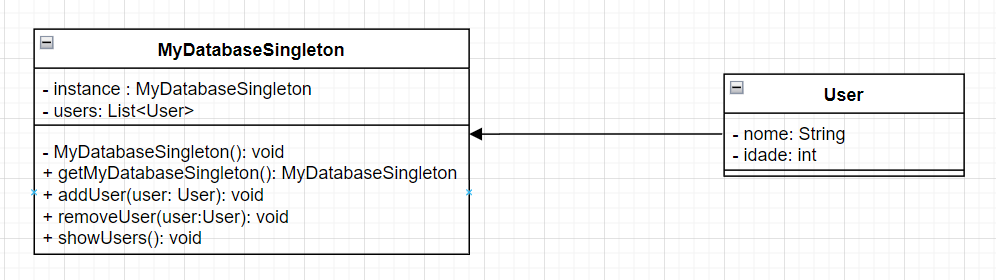 MyDatabaseSingleton
- instance : MyDatabaseSingleton
- users: List<User>
- MyDatabaseSingleton(): void
+ getMyDatabaseSingleton(): MyDatabaseSingleton
+ addUser(user: User): void
+ removeUser(user:User): void
+ showUsers(): void
User
- nome: String
- idade: int